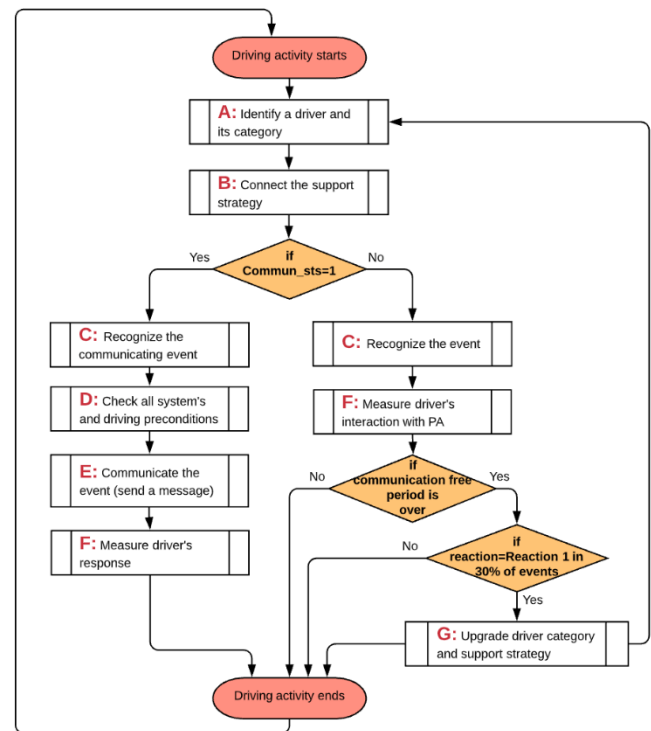 Driving activity starts
A: Identify a driver and
its category
B: Connect the support
strategy
if
Commun_sts=1
Yes
No
C: Recognize the
communicating event
C: Recognize the event
D: Check all system's
and driving preconditions
F: Measure driver's
interaction with PA
E: Communicate the
event (send a message)
if
communication free
period is
over
No
Yes
F: Measure driver's
response
if
reaction=Reaction 1 in
30% of events
No
Yes
G: Upgrade driver category
and support strategy
Driving activity ends